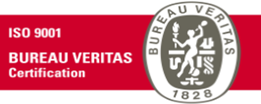 ISO 9001
BUREAU VERITAS
Certification
BUREAU VERITAS
1828